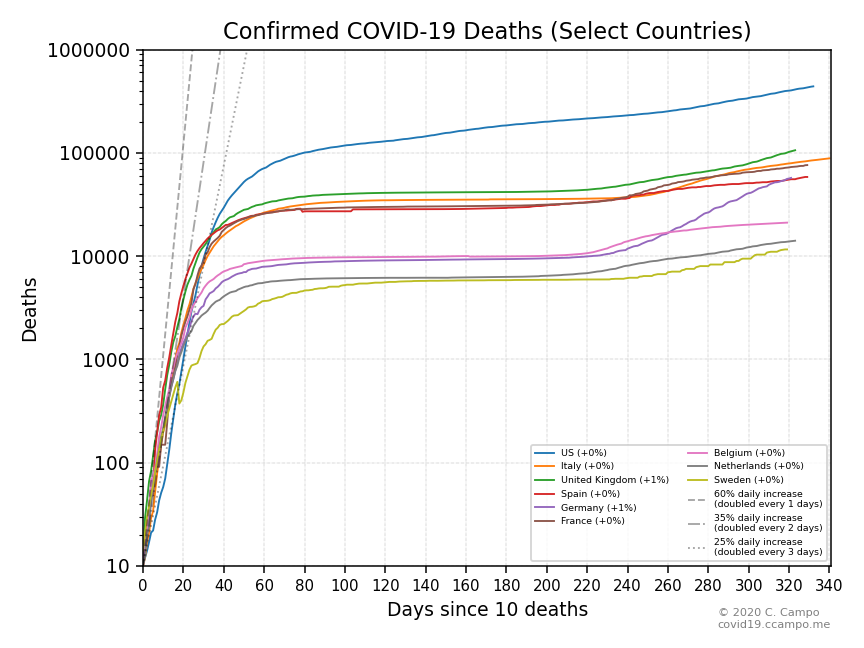 Confirmed COVID-19 Deaths (Select Countries)
1000000
100000
10000
1000
100
10
Deaths
0 20 40 60 80 100 120 140 160 180 200 220 240 260 280 300 320 340
Days since 10 deaths
US (+0%)
Italy (+0%)
United Kingdom (+1%)
Spain (+0%)
Germany (+1%)
France (+0%)
Belgium (+0%)
Netherlands (+0%)
Sweden (+0%)
60% daily increase
(doubled every 1 days)
35% daily increase
(doubled every 2 days)
25% daily increase
(doubled every 3 days)
© 2020 C. Campo
covid19.ccampo.me